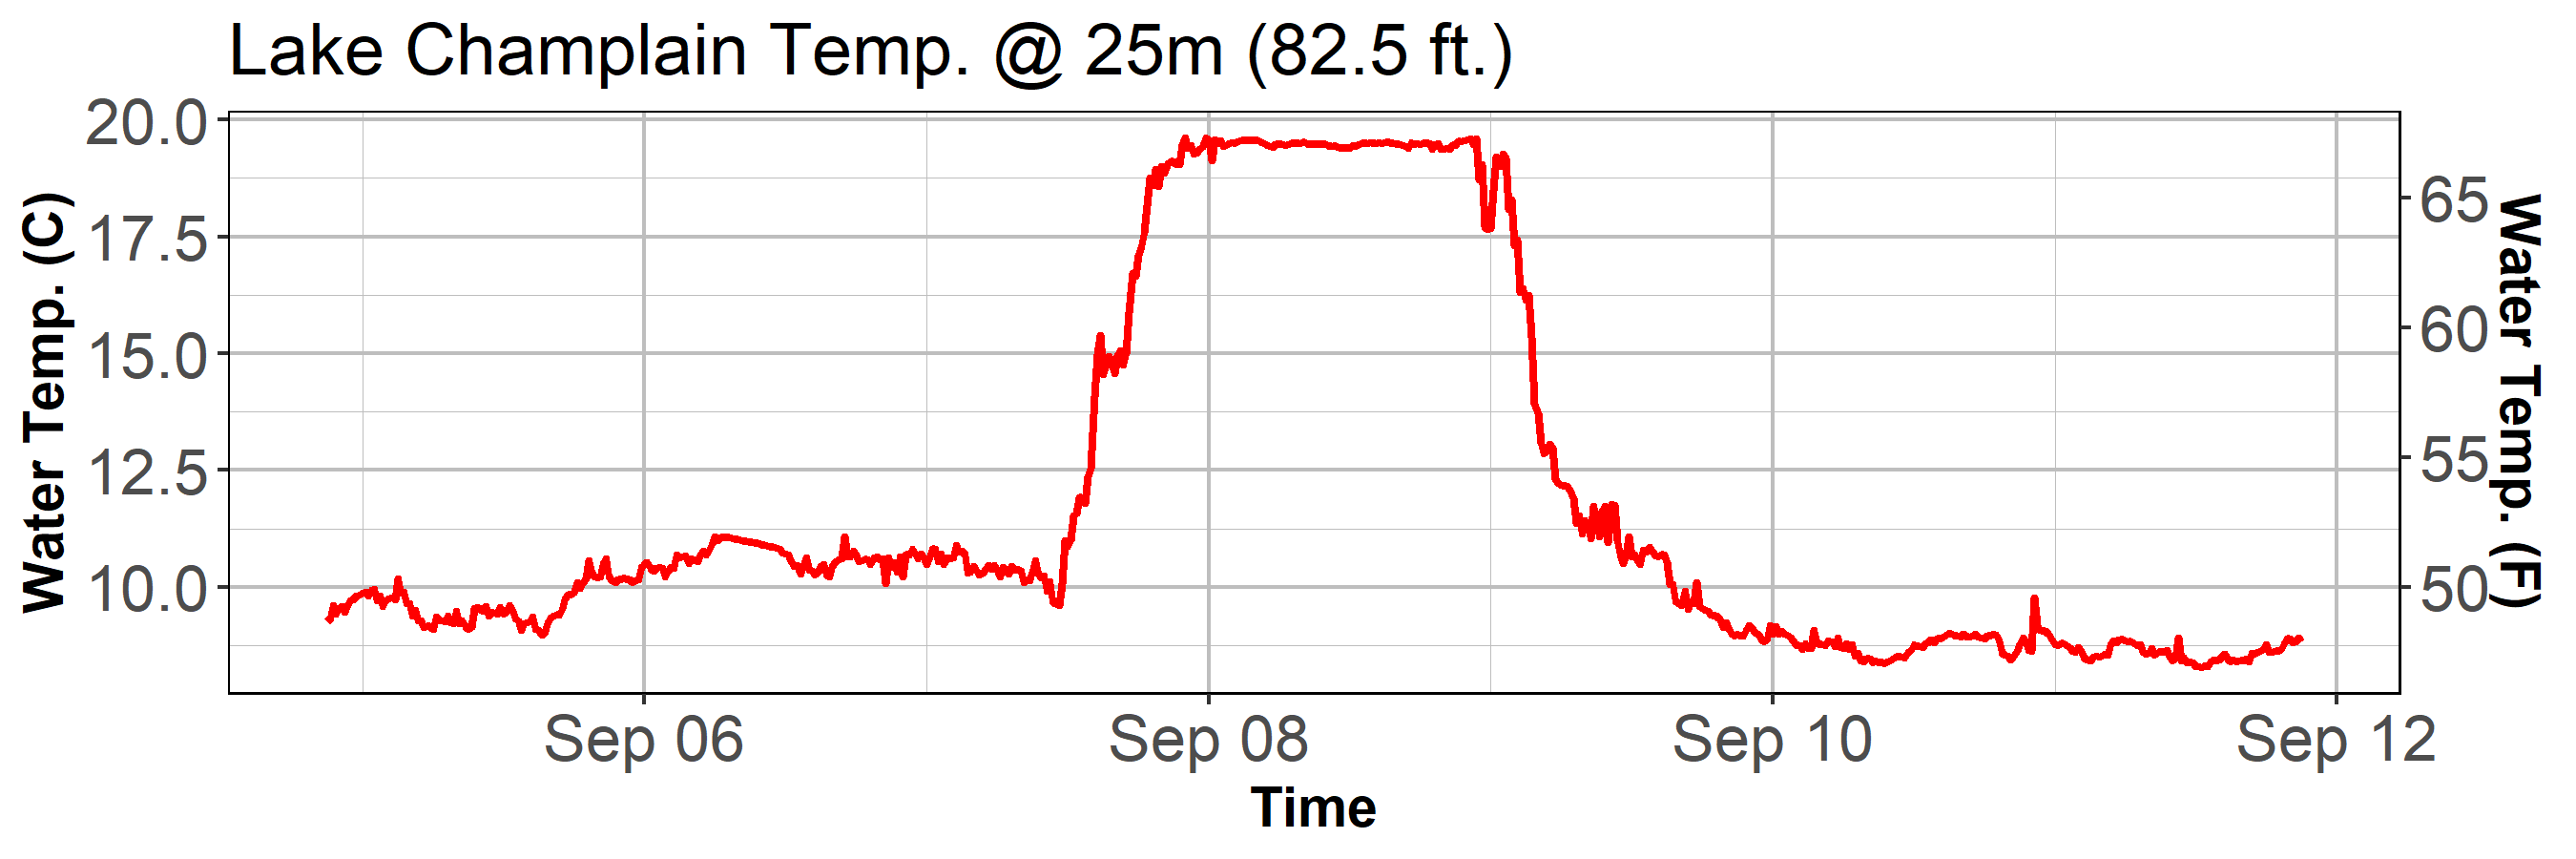 Lake Champlain Temp. @ 25m (82.5 ft.)
Water Temp. (C)
20.0
17.5
15.0
12.5
10.0
65
60
55
50
Water Temp. (F)
Sep 06 Sep 08 Sep 10 Sep 12
Time